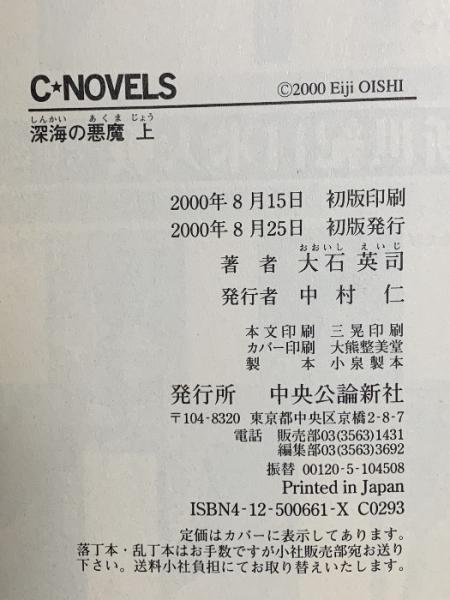 C★NOVELS
©2000 Eiji OISHI
しんかい あくま じょう
深海の悪魔 上
2000年8月15日 初版印刷
2000年8月25日 初版発行
おおいし えいじ
著者 大石英司
発行者 中村仁
本文印刷 三晃印刷
カバー印刷 大熊整美堂
製本 小泉製本
発行所 中央公論新社
〒104-8320 東京都中央区京橋2-8-7
電話 販売部03(3563)1431
編集部03(3563)3692
振替 00120-5-104508
Printed in Japan
ISBN4-12-500661-X C0293
定価はカバーに表示してあります。
落丁本・乱丁本はお手数ですが小社販売部宛お送り
下さい。送料小社負担にてお取り替えいたします。